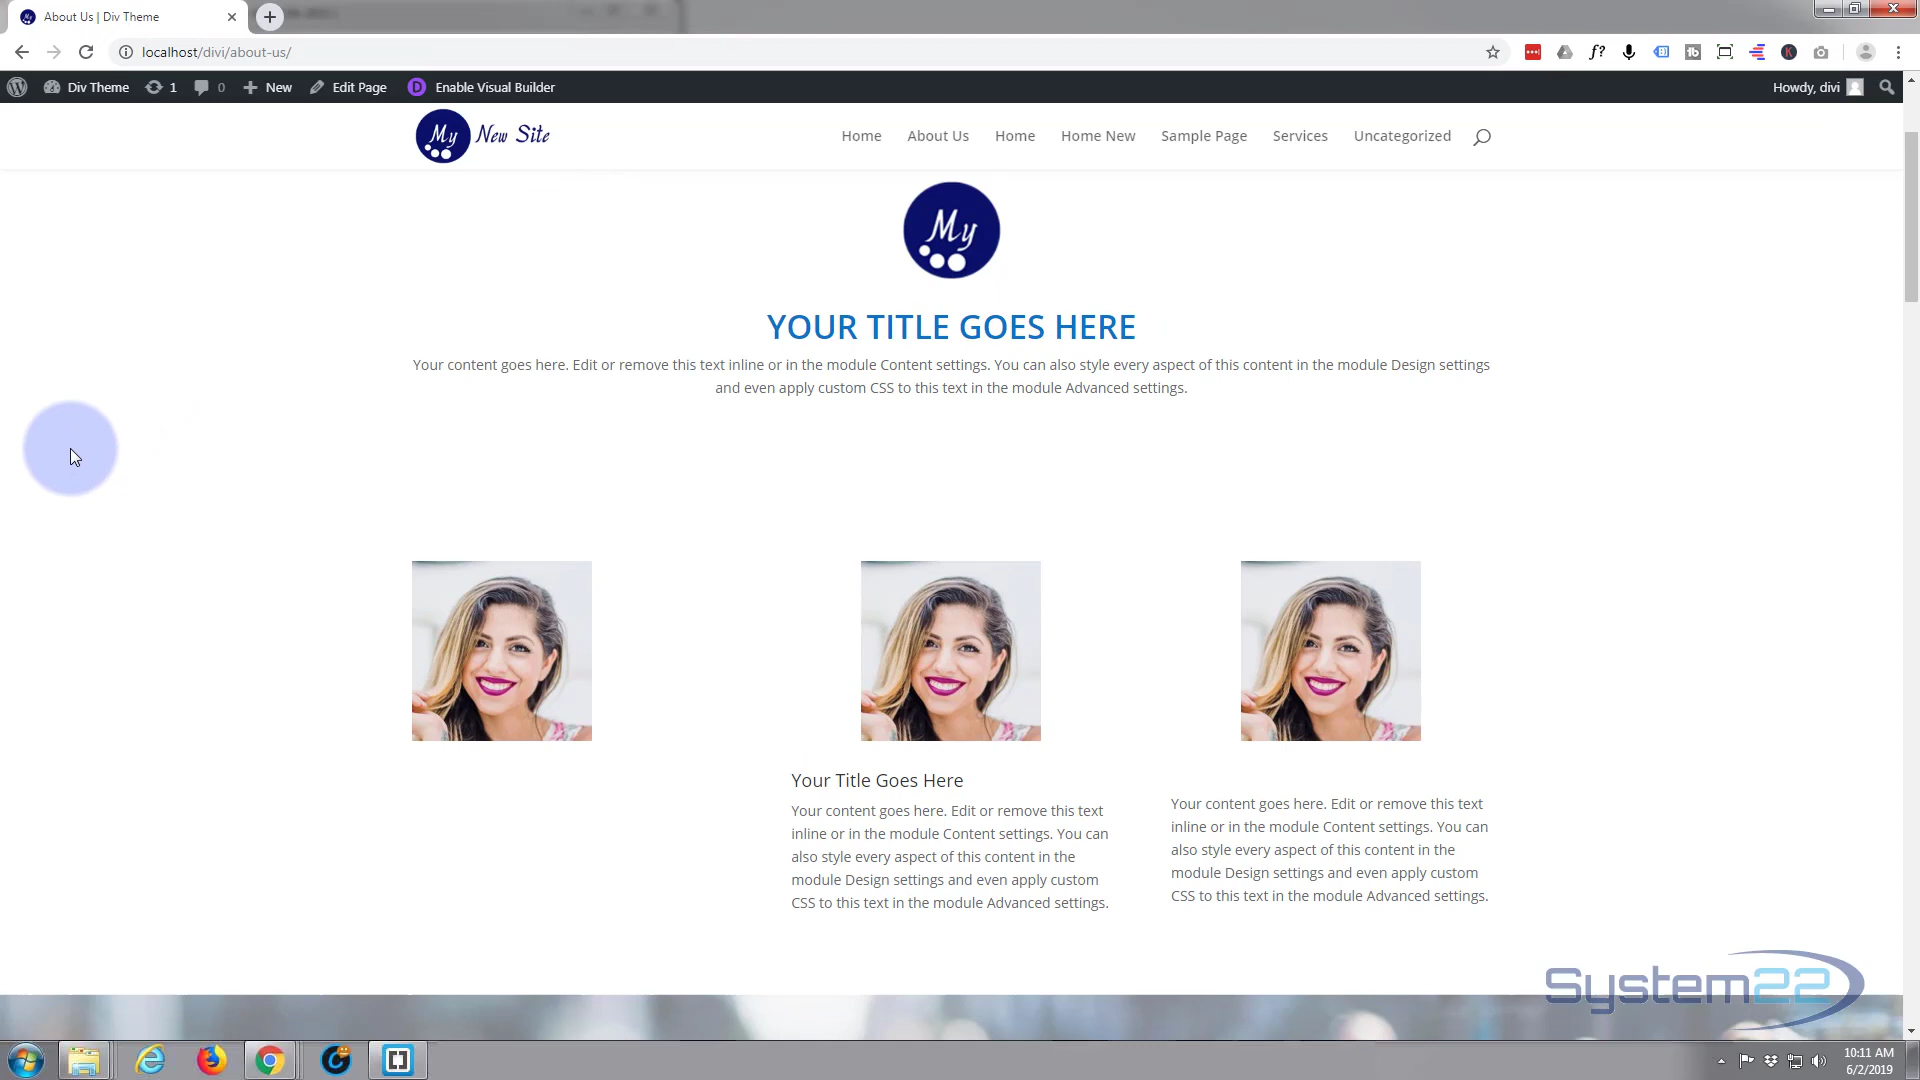 About Us | Div Theme
localhost/divi/about-us/
Div Theme 1 0 New Edit Page Enable Visual Builder Howdy, divi
My New Site
Home About Us Home Home New Sample Page Services Uncategorized
My
YOUR TITLE GOES HERE
Your content goes here. Edit or remove this text inline or in the module Content settings. You can also style every aspect of this content in the module Design settings
and even apply custom CSS to this text in the module Advanced settings.
Your Title Goes Here
Your content goes here. Edit or remove this text
inline or in the module Content settings. You can
also style every aspect of this content in the
module Design settings and even apply custom
CSS to this text in the module Advanced settings.
Your content goes here. Edit or remove this text
inline or in the module Content settings. You can
also style every aspect of this content in the
module Design settings and even apply custom
CSS to this text in the module Advanced settings.
System22
10:11 AM
6/2/2019